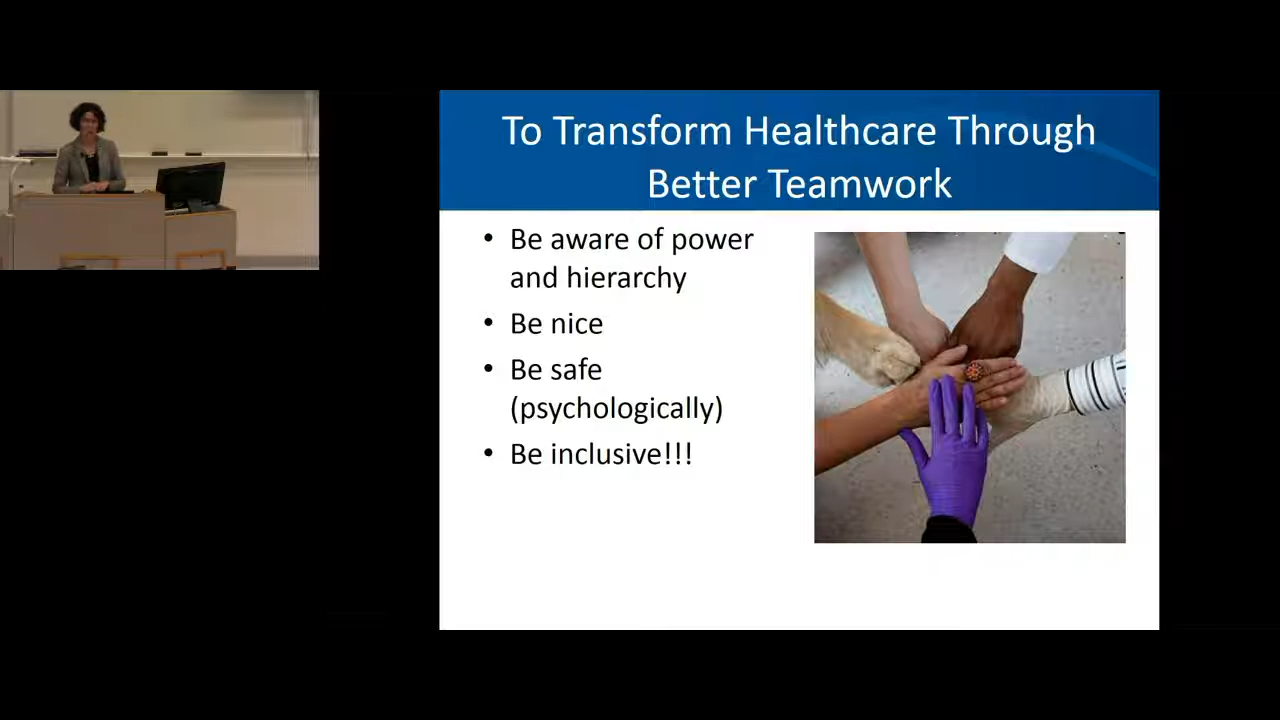 To Transform Healthcare Through
Better Teamwork
• Be aware of power
and hierarchy
• Be nice
• Be safe
(psychologically)
• Be inclusive!!!